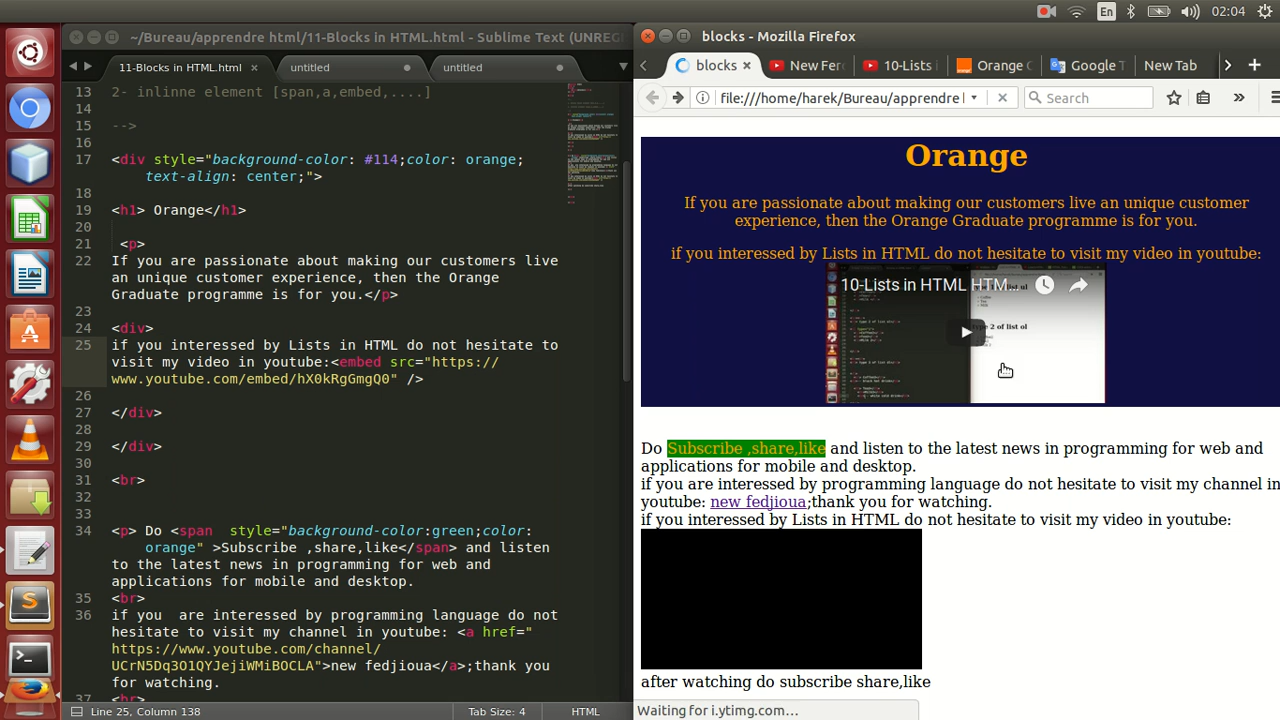 En
02:04
~/Bureau/apprendre html/11-Blocks in HTML.html - Sublime Text (UNREG
11-Blocks in HTML.html
untitled
untitled
13 2- inlinne element [span,a,embed,....]
14
15 -->
16
17 <div style="background-color: #114;color: orange;
text-align: center;">
18
19 <h1> Orange</h1>
20
21 <p>
22 If you are passionate about making our customers live
an unique customer experience, then the Orange
Graduate programme is for you.</p>
23
24 <div>
25 if you interessed by Lists in HTML do not hesitate to
visit my video in youtube:<embed src="https://
www.youtube.com/embed/hX0kRgGmgQ0" />
26
27 </div>
28
29 </div>
30
31 <br>
32
33
34 <p> Do <span  style="background-color:green;color:
orange" >Subscribe ,share,like</span> and listen
to the latest news in programming for web and
applications for mobile and desktop.
35 <br>
36 if you  are interessed by programming language do not
hesitate to visit my channel in youtube: <a href="
https://www.youtube.com/channel/
UCrN5Dq3O1QYJejiWMiBOCLA">new fedjioua</a>;thank you
for watching.
37 <br>
Line 25, Column 138
Tab Size: 4
HTML
blocks - Mozilla Firefox
blocks
New Fer
10-Lists i
Orange
Google T
New Tab
file:///home/harek/Bureau/apprendre
Search
Orange
If you are passionate about making our customers live an unique customer
experience, then the Orange Graduate programme is for you.
if you interessed by Lists in HTML do not hesitate to visit my video in youtube:
10-Lists in HTML HTM...
type 2 of list ul
Do Subscribe ,share,like and listen to the latest news in programming for web and
applications for mobile and desktop.
if you are interessed by programming language do not hesitate to visit my channel in
youtube: new fedjioua;thank you for watching.
if you interessed by Lists in HTML do not hesitate to visit my video in youtube:
after watching do subscribe share,like
Waiting for i.ytimg.com...